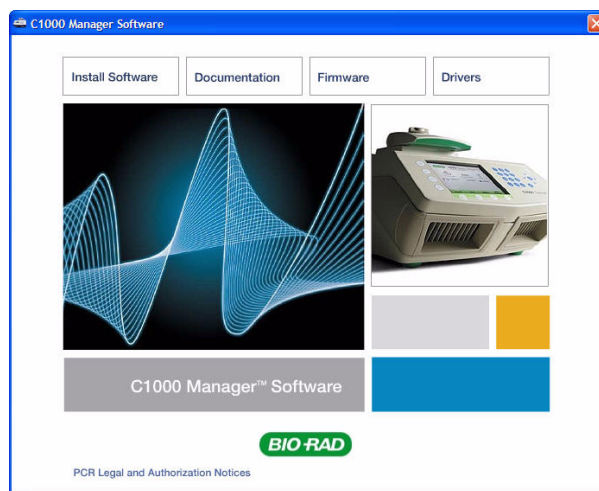 C1000 Manager Software
Install Software
Documentation
Firmware
Drivers
C1000 Manager™ Software
BIO-RAD
PCR Legal and Authorization Notices